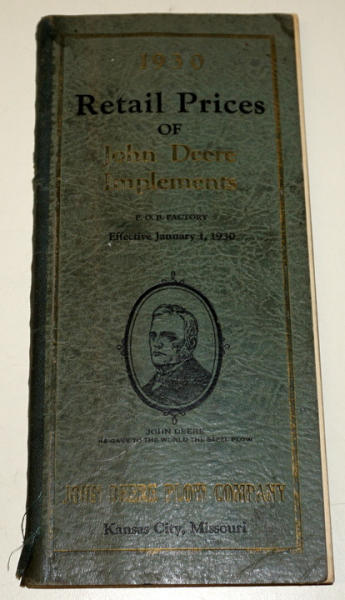 1930
Retail Prices
OF
John Deere
Implements
F. O. B. FACTORY
Effective January 1, 1930
JOHN DEERE
HE GAVE TO THE WORLD THE STEEL PLOW
JOHN DEERE PLOW COMPANY
Kansas City, Missouri